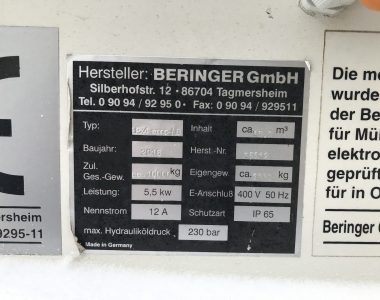 Hersteller: BERINGER GmbH
Silberhofstr. 12 · 86704 Tagmersheim
Tel. 0 90 94 / 92 95 0 · Fax: 0 90 94 / 929511
Typ: Inhalt ca. m³
Baujahr: Herst.-Nr.
Zul. Ges.-Gew. kg Eigengew ca. kg
Leistung: 5,5 kw E-Anschluß 400 V 50 Hz
Nennstrom 12 A Schutzart IP 65
max. Hydrauliköldruck 230 bar
Made in Germany
ersheim
9295-11
Die me
wurde
der Be
für Mü
elektro
geprüft
für in O
Beringer